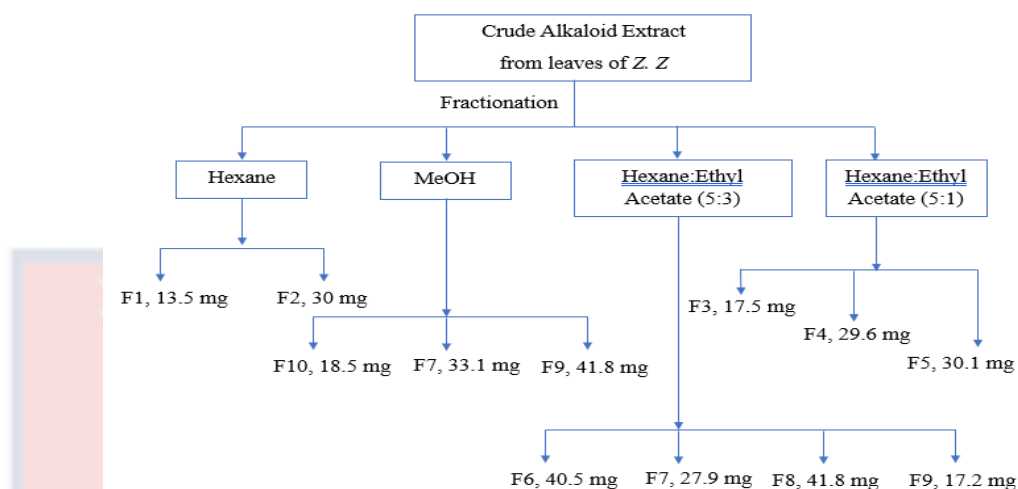 Crude Alkaloid Extract
from leaves of Z. Z
Fractionation
Hexane
MeOH
Hexane:Ethyl
Acetate (5:3)
Hexane:Ethyl
Acetate (5:1)
F1, 13.5 mg
F2, 30 mg
F3, 17.5 mg
F4, 29.6 mg
F5, 30.1 mg
F10, 18.5 mg
F7, 33.1 mg
F9, 41.8 mg
F6, 40.5 mg
F7, 27.9 mg
F8, 41.8 mg
F9, 17.2 mg